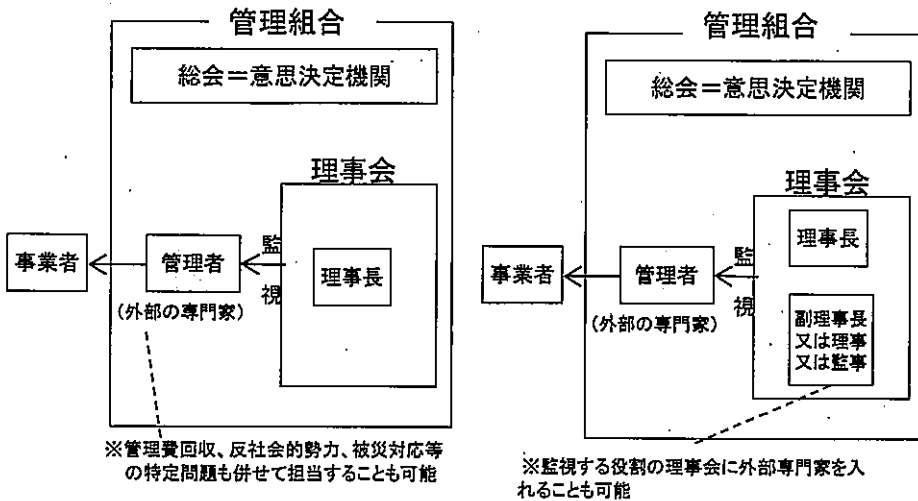 管理組合
総会＝意思決定機関
理事会
理事長
監視
管理者
(外部の専門家)
事業者
※管理費回収、反社会的勢力、被災対応等
の特定問題も併せて担当することも可能
管理組合
総会＝意思決定機関
理事会
理事長
副理事長
又は理事
又は監事
監視
管理者
(外部の専門家)
事業者
※監視する役割の理事会に外部専門家を入
れることも可能